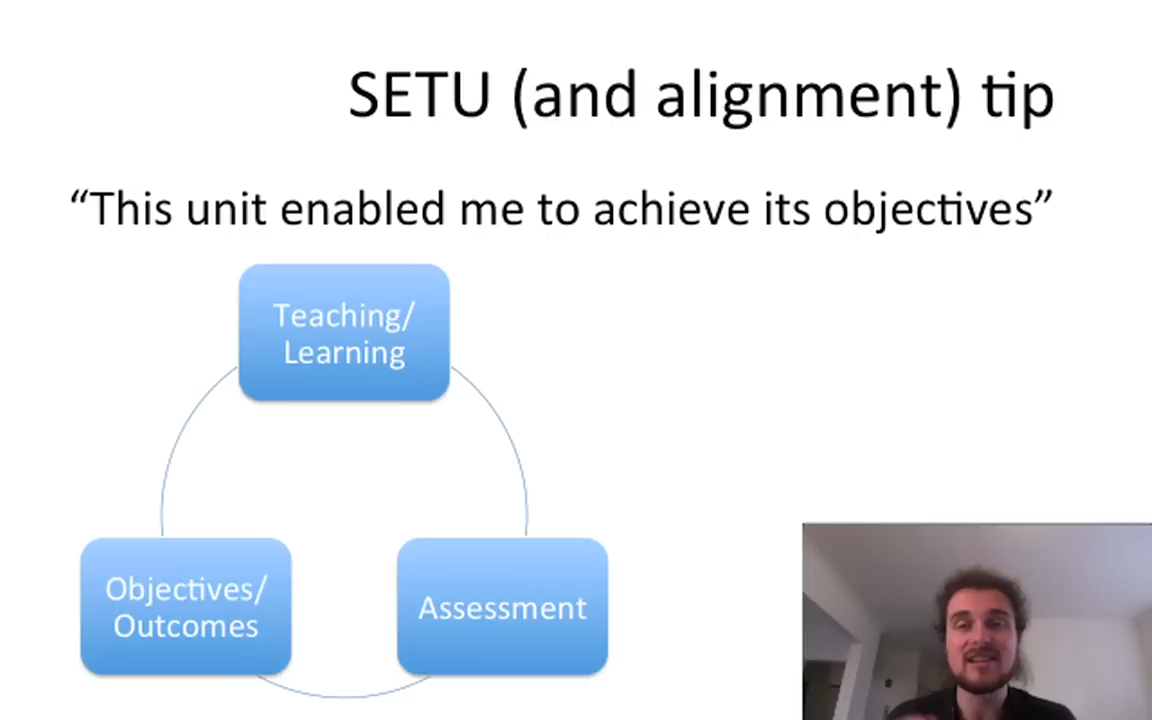 SETU (and alignment) tip
“This unit enabled me to achieve its objectives”
Teaching/
Learning
Objectives/
Outcomes
Assessment